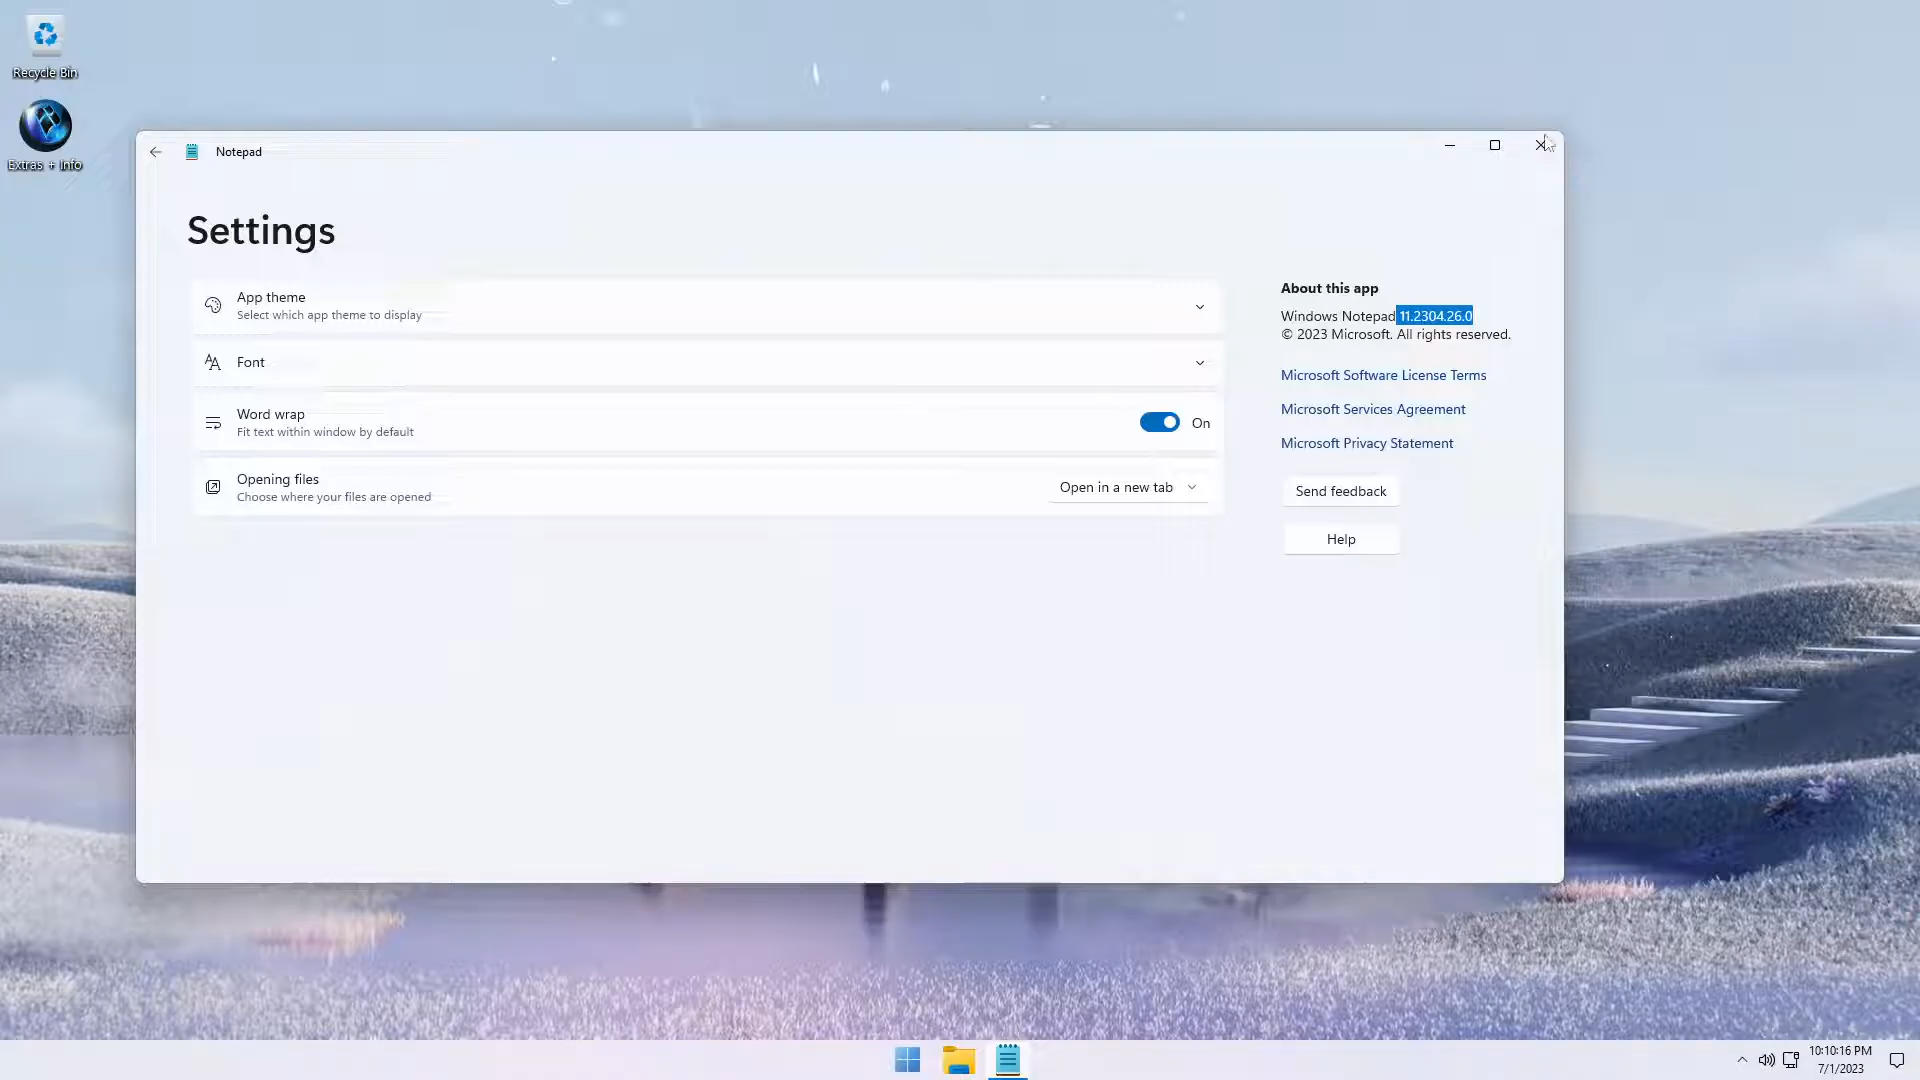 Recycle Bin
Extras + Info
Notepad
Settings
App theme
Select which app theme to display
Font
Word wrap
Fit text within window by default
On
Opening files
Choose where your files are opened
Open in a new tab
About this app
Windows Notepad 11.2304.26.0
© 2023 Microsoft. All rights reserved.
Microsoft Software License Terms
Microsoft Services Agreement
Microsoft Privacy Statement
Send feedback
Help
10:10:16 PM
7/1/2023